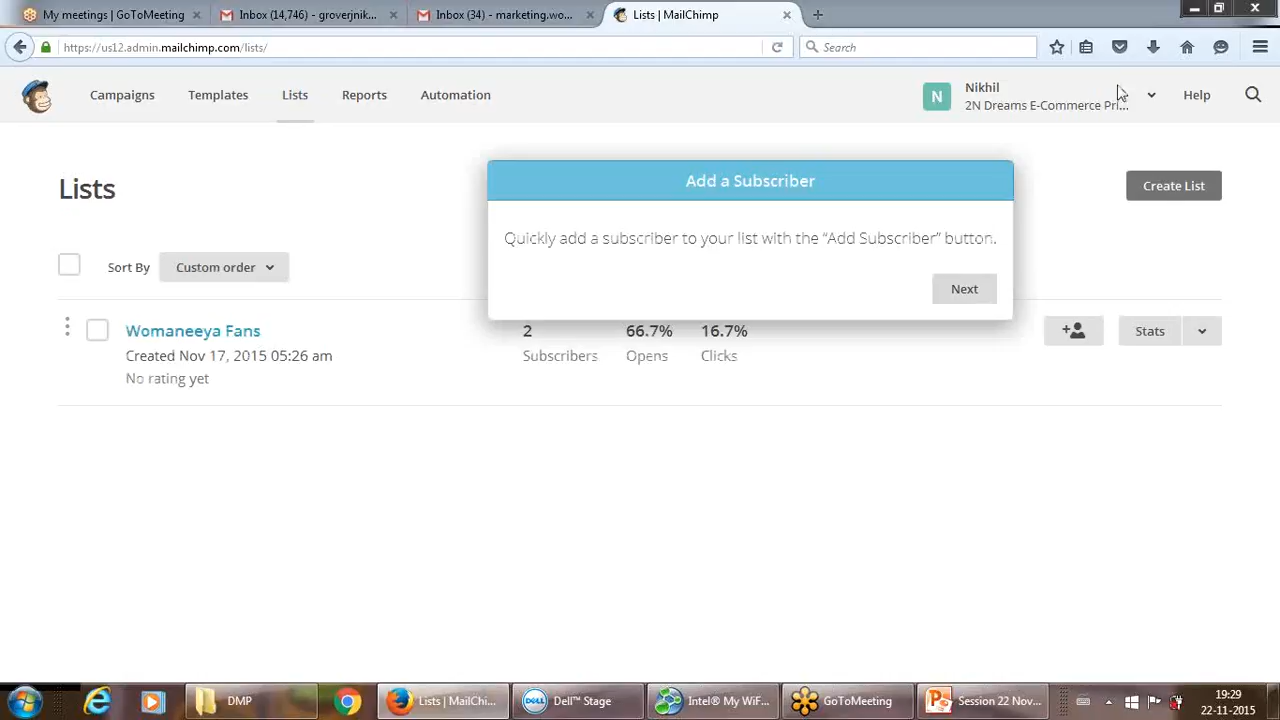 My meetings | GoToMeeting
Inbox (14,746) - groverjnik...
Inbox (34) - marketing.wo...
Lists | MailChimp
https://us12.admin.mailchimp.com/lists/
Search
Campaigns
Templates
Lists
Reports
Automation
N
Nikhil
2N Dreams E-Commerce Pri...
Help
Lists
Add a Subscriber
Create List
Quickly add a subscriber to your list with the “Add Subscriber” button.
Next
Sort By
Custom order
Womaneeya Fans
2
66.7%
16.7%
Stats
Created Nov 17, 2015 05:26 am
Subscribers
Opens
Clicks
No rating yet
DMP
Lists | MailChi...
DELL
Dell™ Stage
Intel® My WiF...
GoToMeeting
Session 22 Nov...
19:29
22-11-2015